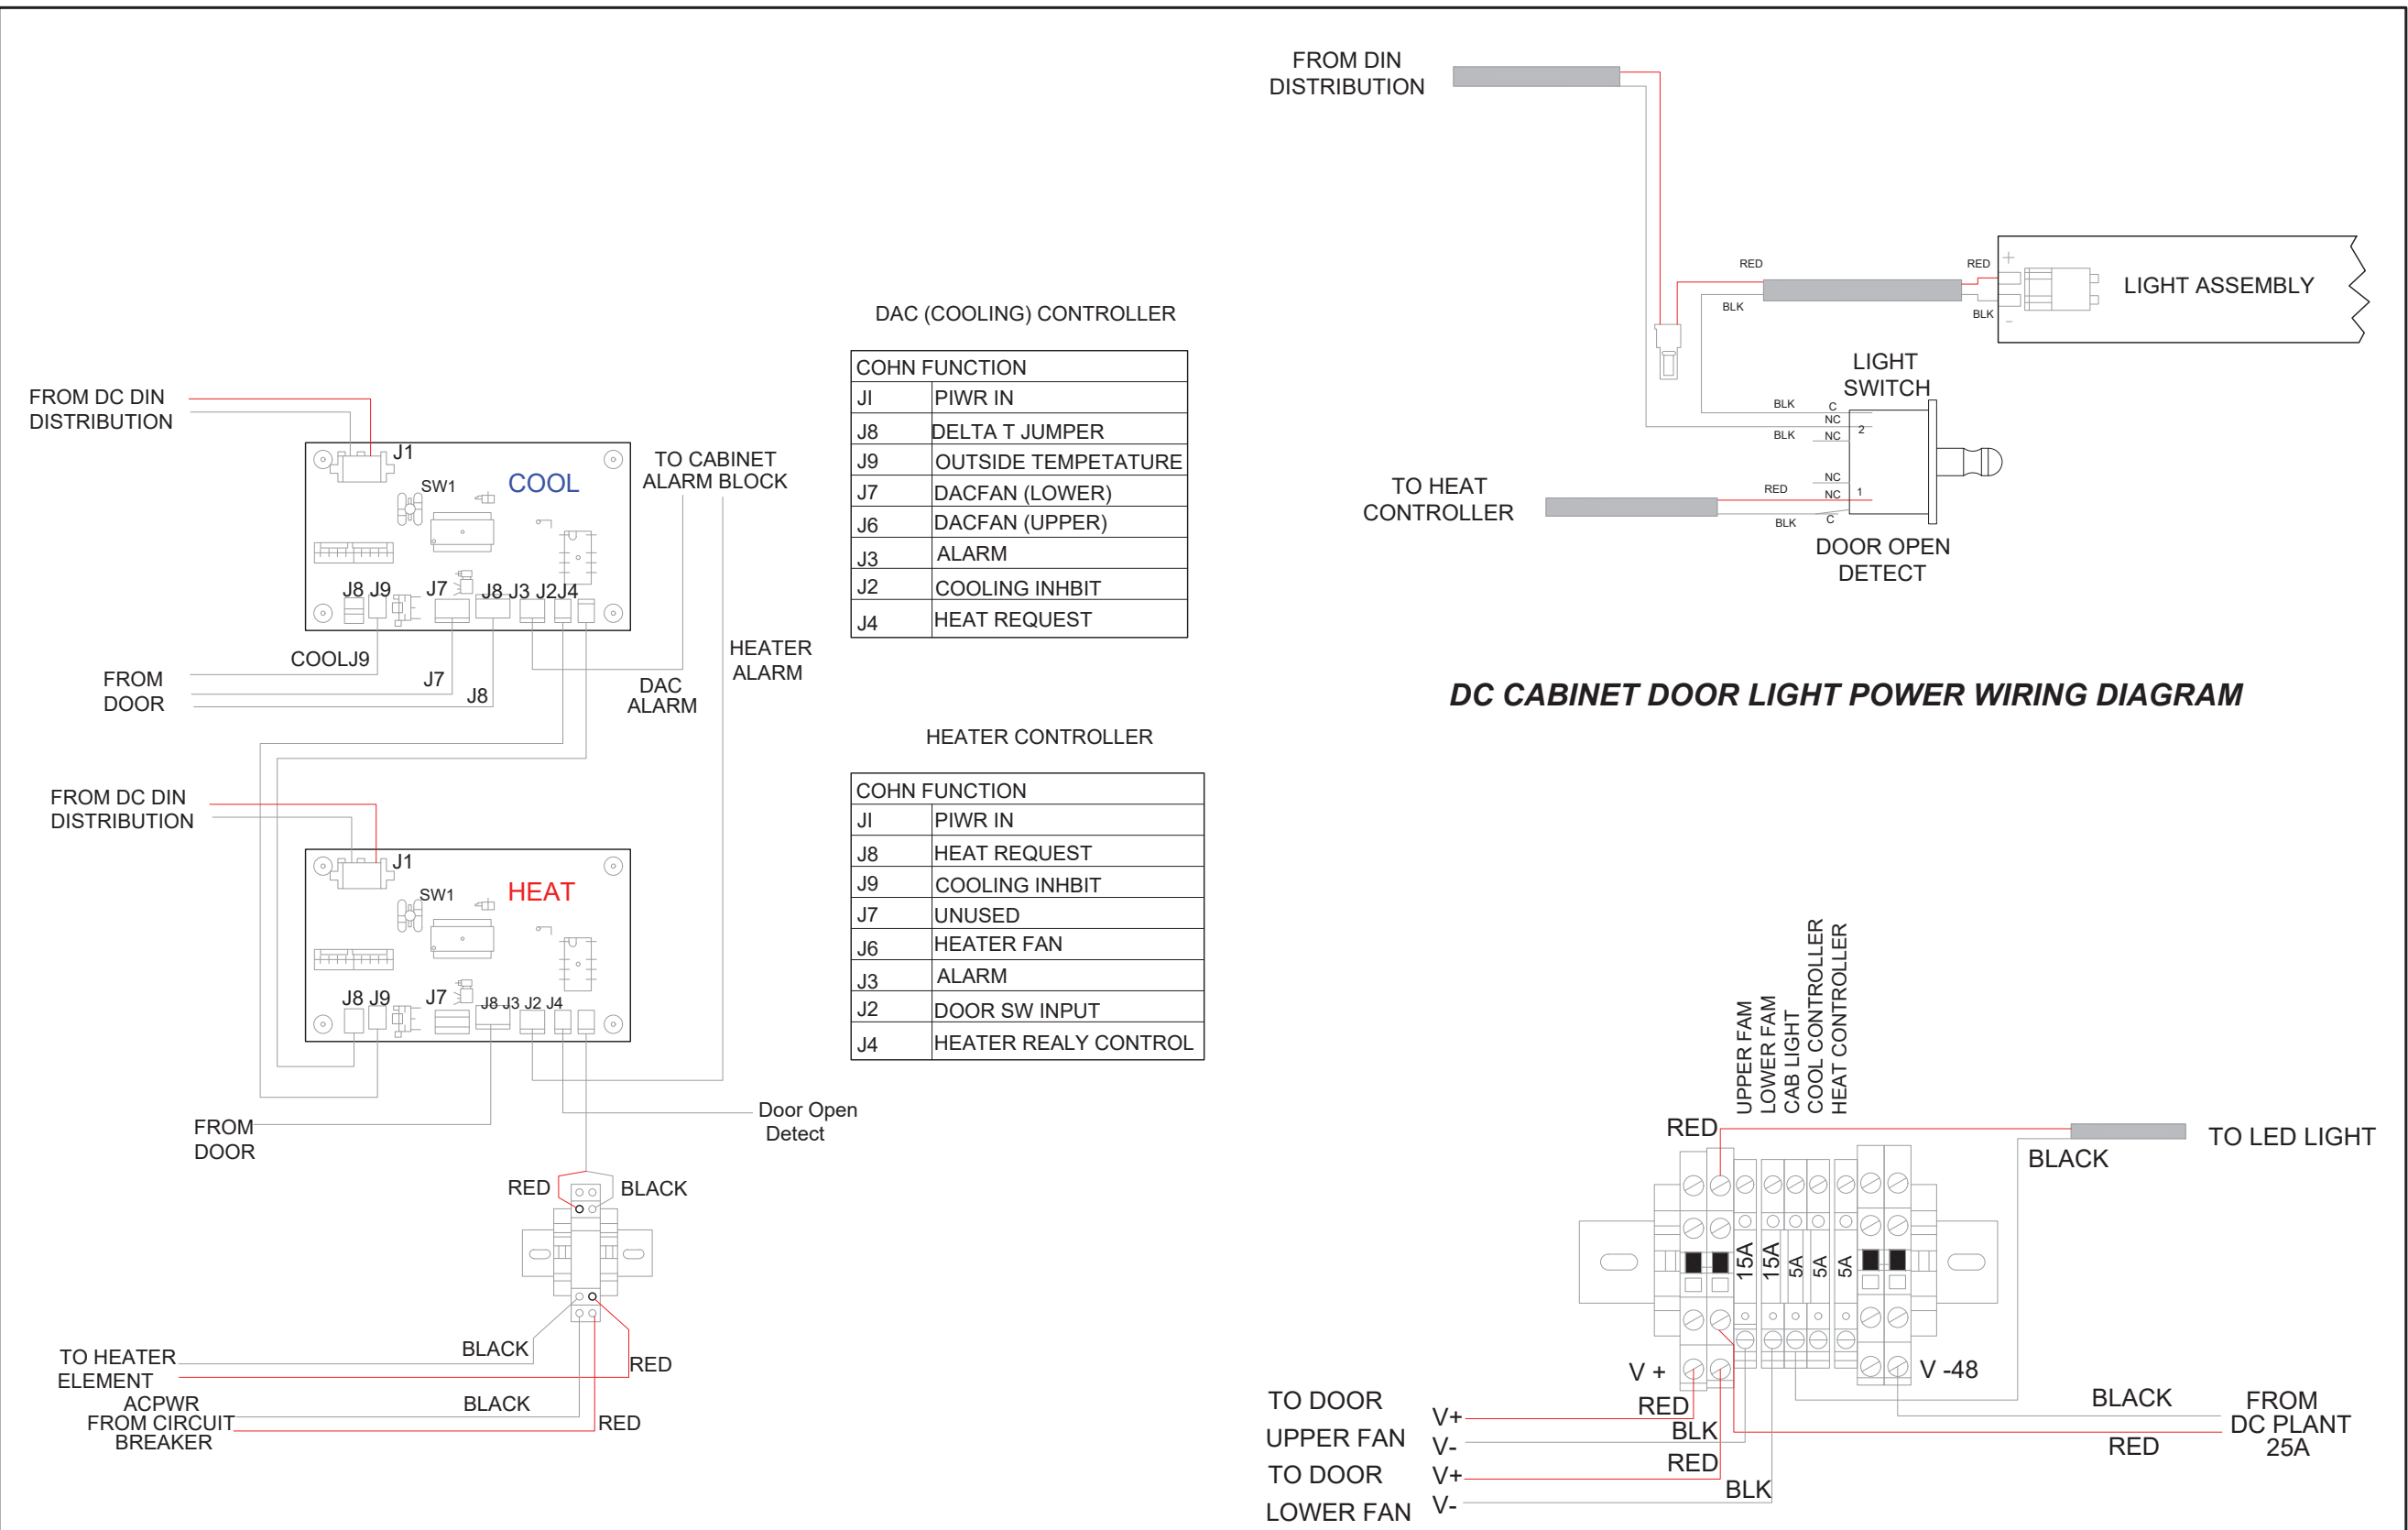 FROM DC DIN
DISTRIBUTION
J1
SW1
COOL
J8 J9
J7
J8 J3 J2 J4
COOLJ9
FROM
DOOR
J7
J8
TO CABINET
ALARM BLOCK
DAC
ALARM
HEATER
ALARM
FROM DC DIN
DISTRIBUTION
J1
SW1
HEAT
J8 J9
J7
J8 J3 J2 J4
FROM
DOOR
Door Open
Detect
RED
BLACK
TO HEATER
ELEMENT
BLACK
RED
ACPWR
FROM CIRCUIT
BREAKER
BLACK
RED
DAC (COOLING) CONTROLLER
COHN FUNCTION
JI PIWR IN
J8 DELTA T JUMPER
J9 OUTSIDE TEMPETATURE
J7 DACFAN (LOWER)
J6 DACFAN (UPPER)
J3 ALARM
J2 COOLING INHBIT
J4 HEAT REQUEST
HEATER CONTROLLER
COHN FUNCTION
JI PIWR IN
J8 HEAT REQUEST
J9 COOLING INHBIT
J7 UNUSED
J6 HEATER FAN
J3 ALARM
J2 DOOR SW INPUT
J4 HEATER REALY CONTROL
FROM DIN
DISTRIBUTION
RED
BLK
RED
BLK
+
-
LIGHT ASSEMBLY
LIGHT
SWITCH
BLK C
NC
2
BLK NC
NC
RED NC 1
BLK C
TO HEAT
CONTROLLER
DOOR OPEN
DETECT
DC CABINET DOOR LIGHT POWER WIRING DIAGRAM
UPPER FAM
LOWER FAM
CAB LIGHT
COOL CONTROLLER
HEAT CONTROLLER
RED
TO LED LIGHT
BLACK
15A
15A
5A
5A
5A
V +
V -48
TO DOOR
UPPER FAN
V+
V-
RED
BLK
TO DOOR
LOWER FAN
V+
V-
RED
BLK
BLACK
RED
FROM
DC PLANT
25A